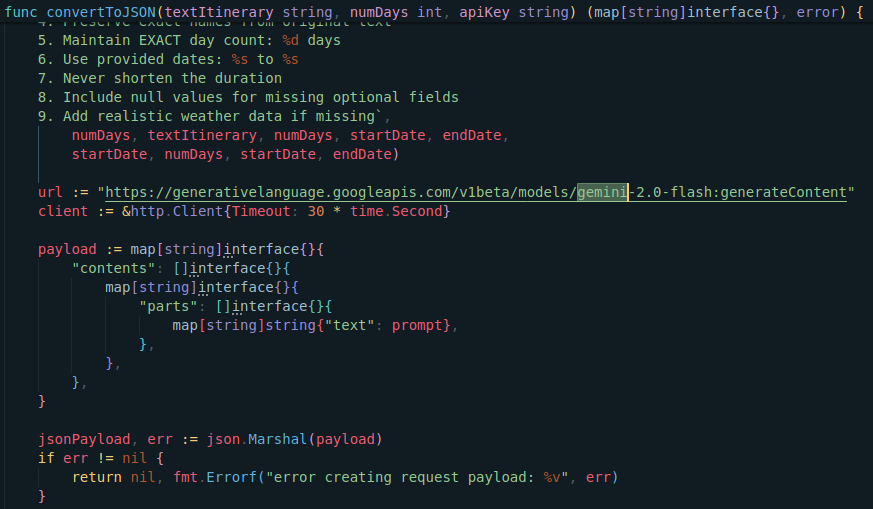 func convertToJSON(textItinerary string, numDays int, apiKey string) (map[string]interface{}, error) {
4. Preserve exact names from original text
5. Maintain EXACT day count: %d days
6. Use provided dates: %s to %s
7. Never shorten the duration
8. Include null values for missing optional fields
9. Add realistic weather data if missing`,
numDays, textItinerary, numDays, startDate, endDate,
startDate, numDays, startDate, endDate)
url := "https://generativelanguage.googleapis.com/v1beta/models/gemini-2.0-flash:generateContent"
client := &http.Client{Timeout: 30 * time.Second}
payload := map[string]interface{}{
"contents": []interface{}{
map[string]interface{}{
"parts": []interface{}{
map[string]string{"text": prompt},
},
},
},
}
jsonPayload, err := json.Marshal(payload)
if err != nil {
return nil, fmt.Errorf("error creating request payload: %v", err)
}